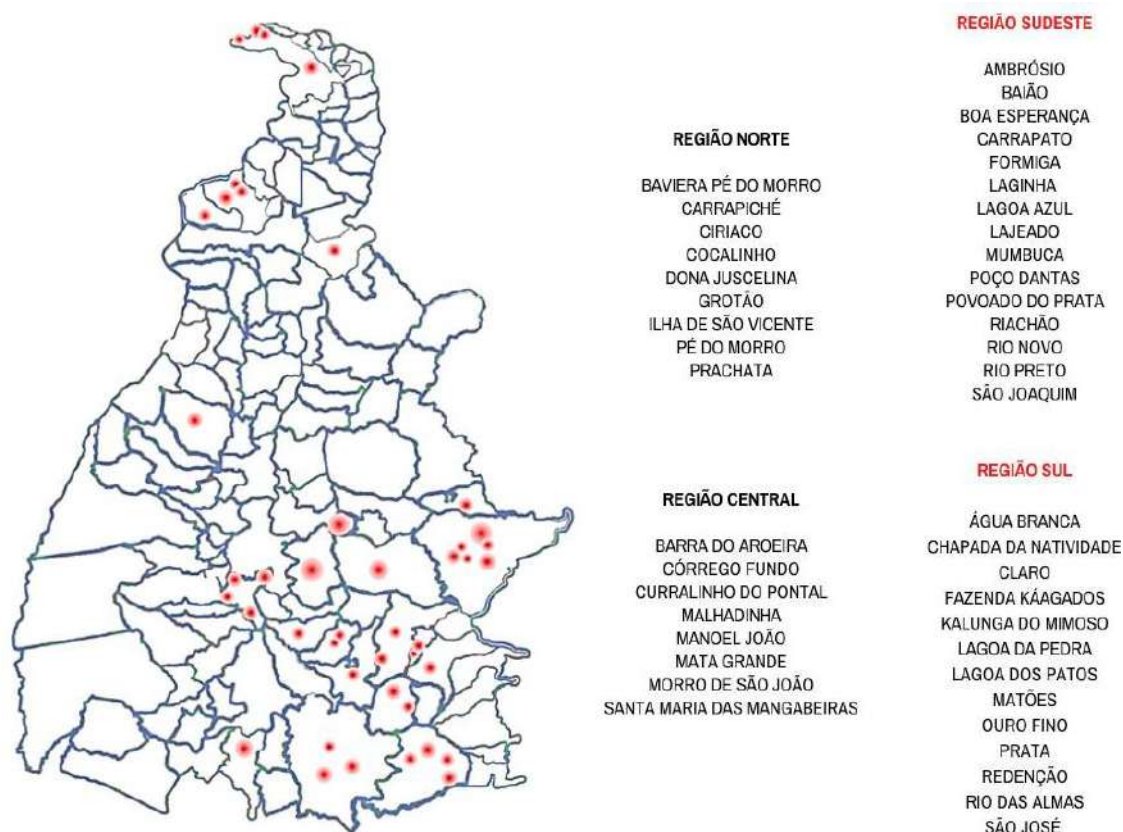 REGIÃO NORTE
BAVIERA PÉ DO MORRO
CARRAPICHÉ
CIRIACO
COCALINHO
DONA JUSCELINA
GROTÃO
ILHA DE SÃO VICENTE
PÉ DO MORRO
PRACHATA
REGIÃO CENTRAL
BARRA DO AROEIRA
CÓRREGO FUNDO
CURRALINHO DO PONTAL
MALHADINHA
MANOEL JOÃO
MATA GRANDE
MORRO DE SÃO JOÃO
SANTA MARIA DAS MANGABEIRAS
REGIÃO SUDESTE
AMBRÓSIO
BAIÃO
BOA ESPERANÇA
CARRAPATO
FORMIGA
LAGINHA
LAGOA AZUL
LAJEADO
MUMBUCA
POÇO DANTAS
POVOADO DO PRATA
RIACHÃO
RIO NOVO
RIO PRETO
SÃO JOAQUIM
REGIÃO SUL
ÁGUA BRANCA
CHAPADA DA NATIVIDADE
CLARO
FAZENDA KÁAGADOS
KALUNGA DO MIMOSO
LAGOA DA PEDRA
LAGOA DOS PATOS
MATÕES
OURO FINO
PRATA
REDENÇÃO
RIO DAS ALMAS
SÃO JOSÉ